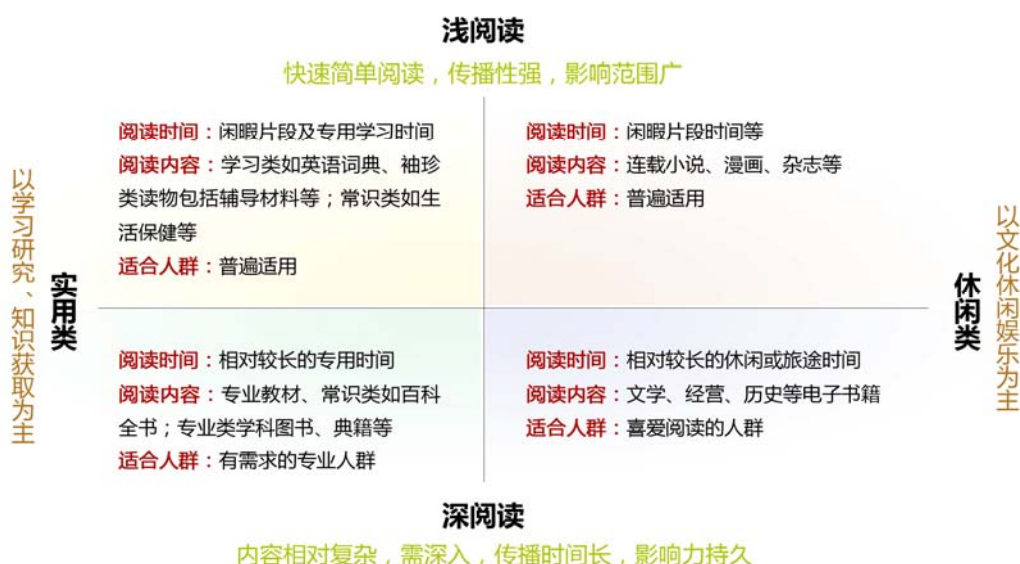 浅阅读
快速简单阅读，传播性强，影响范围广
阅读时间：闲暇片段及专用学习时间
阅读内容：学习类如英语词典、袖珍
类读物包括辅导材料等；常识类如生
活保健等
适合人群：普遍适用
阅读时间：闲暇片段时间等
阅读内容：连载小说、漫画、杂志等
适合人群：普遍适用
以学习研究、知识获取为主
实用类
休闲类
以文化休闲娱乐为主
阅读时间：相对较长的专用时间
阅读内容：专业教材、常识类如百科
全书；专业类学科图书、典籍等
适合人群：有需求的专业人群
阅读时间：相对较长的休闲或旅途时间
阅读内容：文学、经营、历史等电子书籍
适合人群：喜爱阅读的人群
深阅读
内容相对复杂，需深入，传播时间长，影响力持久